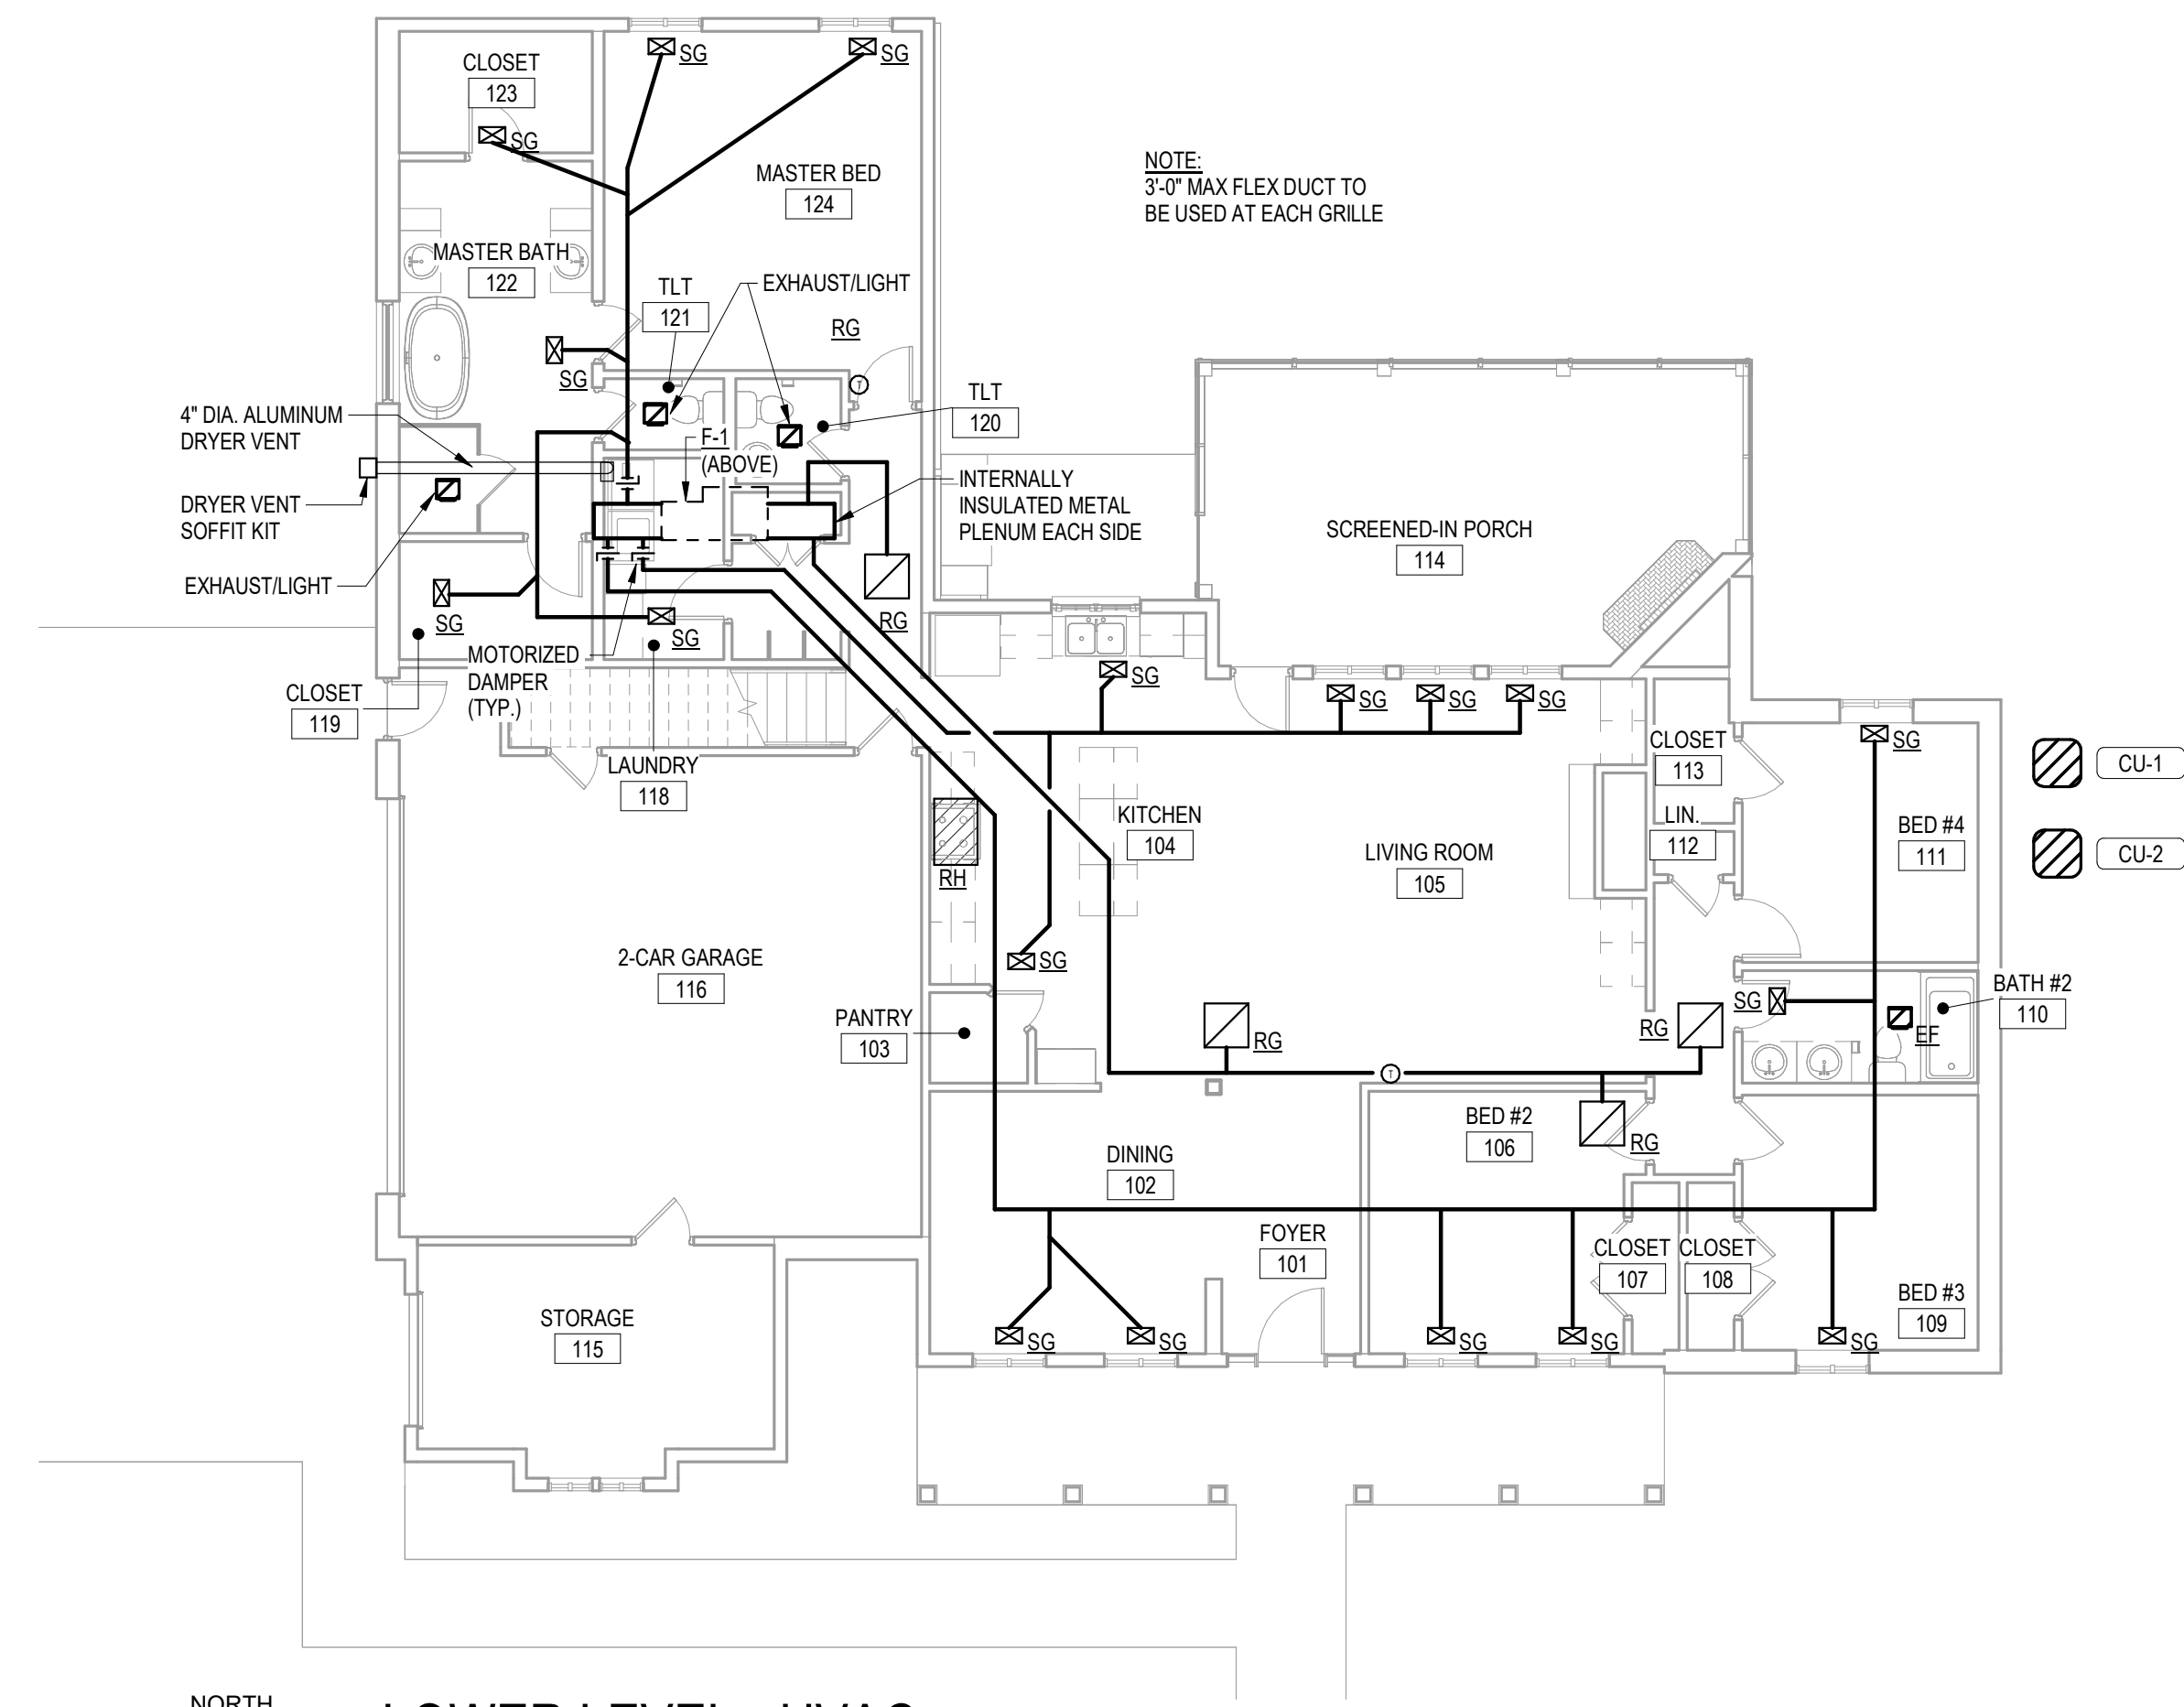 SG
SG
CLOSET
123
SG
MASTER BED
124
NOTE:
3'-0" MAX FLEX DUCT TO
BE USED AT EACH GRILLE
MASTER BATH
122
TLT
121
EXHAUST/LIGHT
RG
SG
T
TLT
120
4" DIA. ALUMINUM
DRYER VENT
F-1
(ABOVE)
INTERNALLY
INSULATED METAL
PLENUM EACH SIDE
DRYER VENT
SOFFIT KIT
EXHAUST/LIGHT
SCREENED-IN PORCH
114
SG
SG
RG
MOTORIZED
DAMPER
(TYP.)
CLOSET
119
LAUNDRY
118
SG
SG
SG
SG
CLOSET
113
SG
CU-1
CU-2
LIN.
112
BED #4
111
KITCHEN
104
LIVING ROOM
105
RH
2-CAR GARAGE
116
SG
PANTRY
103
RG
RG
SG
BATH #2
110
EF
T
BED #2
106
RG
DINING
102
FOYER
101
CLOSET
107
CLOSET
108
BED #3
109
STORAGE
115
SG
SG
SG
SG
SG
NORTH
LOWER LEVEL - HVAC